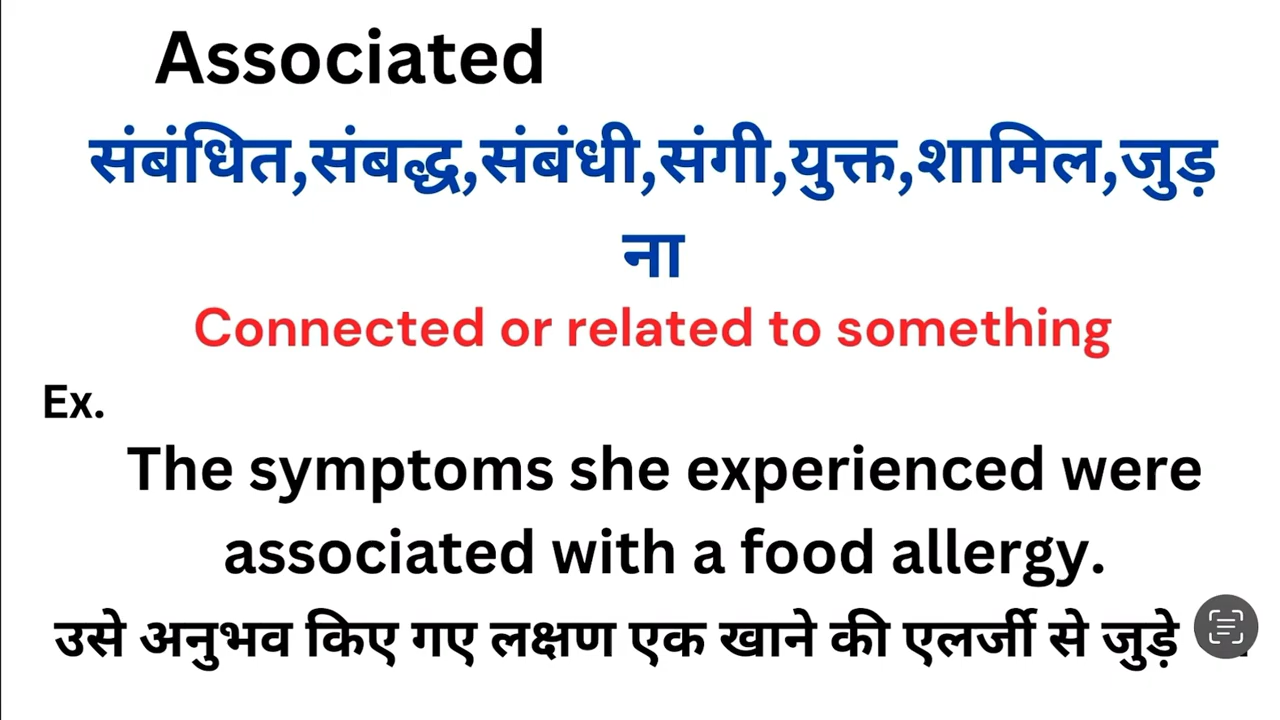 Associated
संबंधित,संबद्ध,संबंधी,संगी,युक्त,शामिल,जुड़
ना
Connected or related to something
Ex.
The symptoms she experienced were
associated with a food allergy.
उसे अनुभव किए गए लक्षण एक खाने की एलर्जी से जुड़े